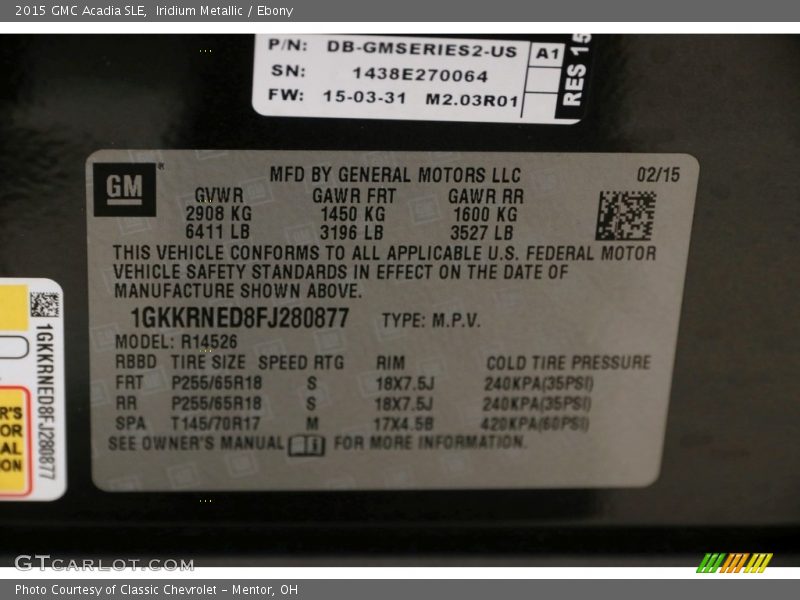 2015 GMC Acadia SLE, Iridium Metallic / Ebony
P/N: DB-GMSERIES2-US A1
SN: 1438E270064
FW: 15-03-31 M2.03R01
RES 15
GM
MFD BY GENERAL MOTORS LLC 02/15
GVWR GAWR FRT GAWR RR
2908 KG 1450 KG 1600 KG
6411 LB 3196 LB 3527 LB
THIS VEHICLE CONFORMS TO ALL APPLICABLE U.S. FEDERAL MOTOR
VEHICLE SAFETY STANDARDS IN EFFECT ON THE DATE OF
MANUFACTURE SHOWN ABOVE.
1GKKRNED8FJ280877 TYPE: M.P.V.
MODEL: R14526
RBBD TIRE SIZE SPEED RTG RIM COLD TIRE PRESSURE
FRT P255/65R18 S 18X7.5J 240KPA(35PSI)
RR P255/65R18 S 18X7.5J 240KPA(35PSI)
SPA T145/70R17 M 17X4.5B 420KPA(60PSI)
SEE OWNER'S MANUAL FOR MORE INFORMATION.
1GKKRNED8FJ280877
R'S
OR
AL
ON
GTCARLOT.COM
Photo Courtesy of Classic Chevrolet - Mentor, OH